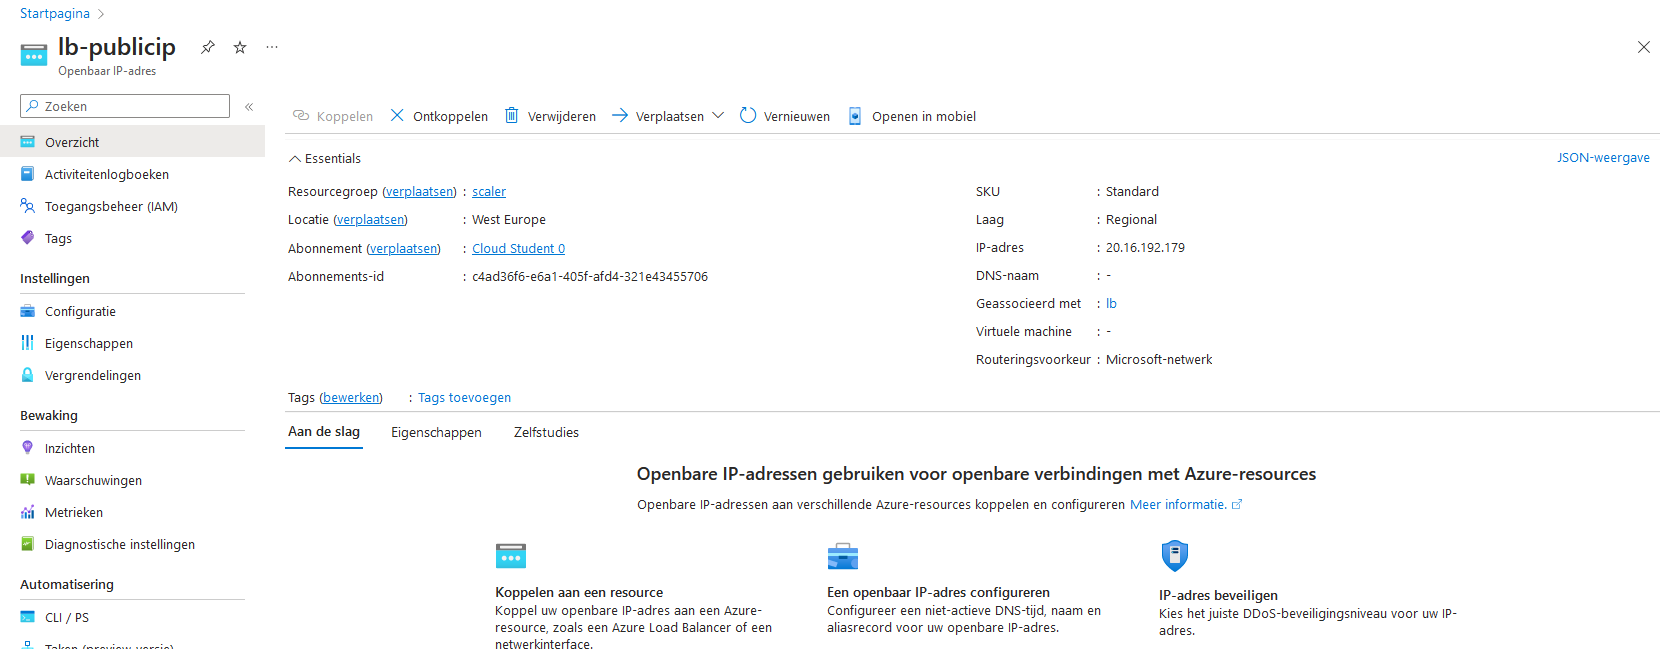 Startpagina
lb-publicip
Openbaar IP-adres
Zoeken
Overzicht
Activiteitenlogboeken
Toegangsbeheer (IAM)
Tags
Instellingen
Configuratie
Eigenschappen
Vergrendelingen
Bewaking
Inzichten
Waarschuwingen
Metrieken
Diagnostische instellingen
Automatisering
CLI / PS
Taken (preview-versie)
Koppelen Ontkoppelen Verwijderen Verplaatsen Vernieuwen Openen in mobiel
Essentials JSON-weergave
Resourcegroep (verplaatsen) : scaler
Locatie (verplaatsen) : West Europe
Abonnement (verplaatsen) : Cloud Student 0
Abonnements-id : c4ad36f6-e6a1-405f-afd4-321e43455706
SKU : Standard
Laag : Regional
IP-adres : 20.16.192.179
DNS-naam : -
Geassocieerd met : lb
Virtuele machine : -
Routeringsvoorkeur : Microsoft-netwerk
Tags (bewerken) : Tags toevoegen
Aan de slag Eigenschappen Zelfstudies
Openbare IP-adressen gebruiken voor openbare verbindingen met Azure-resources
Openbare IP-adressen aan verschillende Azure-resources koppelen en configureren Meer informatie.
Koppelen aan een resource
Koppel uw openbare IP-adres aan een Azure-
resource, zoals een Azure Load Balancer of een
netwerkinterface.
Een openbaar IP-adres configureren
Configureer een niet-actieve DNS-tijd, naam en
aliasrecord voor uw openbare IP-adres.
IP-adres beveiligen
Kies het juiste DDoS-beveiligingsniveau voor uw IP-
adres.